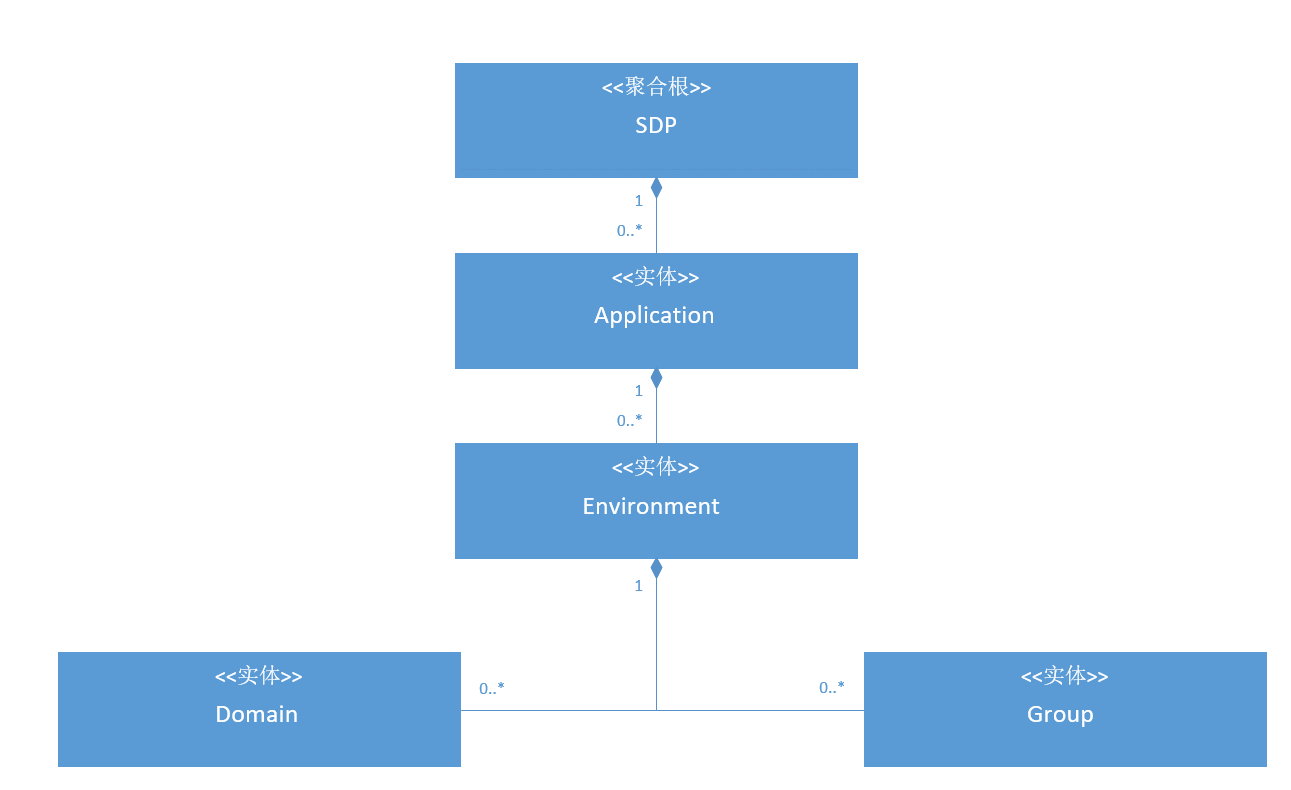 <<聚合根>>
SDP
1
0..*
<<实体>>
Application
1
0..*
<<实体>>
Environment
1
<<实体>>
Domain
0..*
0..*
<<实体>>
Group